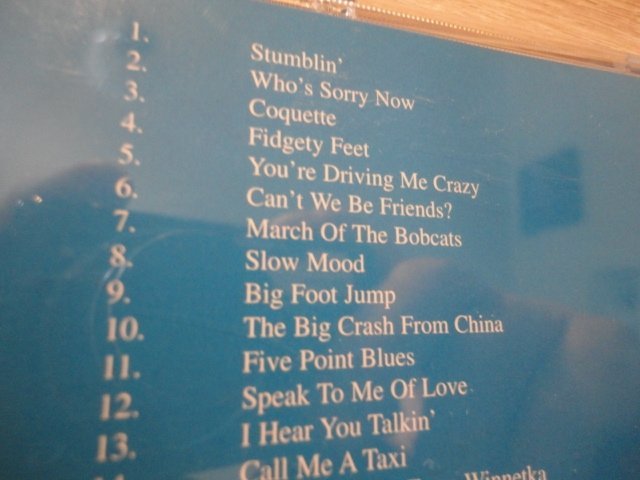 1. Stumblin'
2. Who's Sorry Now
3. Coquette
4. Fidgety Feet
5. You're Driving Me Crazy
6. Can't We Be Friends?
7. March Of The Bobcats
8. Slow Mood
9. Big Foot Jump
10. The Big Crash From China
11. Five Point Blues
12. Speak To Me Of Love
13. I Hear You Talkin'
Call Me A Taxi
Winnetka